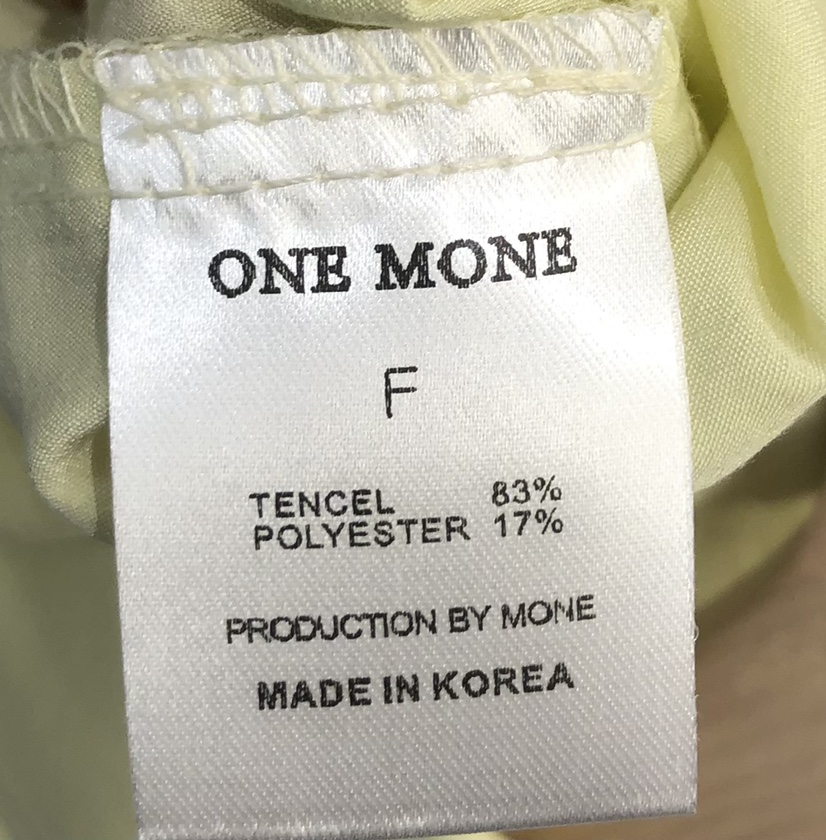 ONE MONE
F
TENCEL 83%
POLYESTER 17%
PRODUCTION BY MONE
MADE IN KOREA